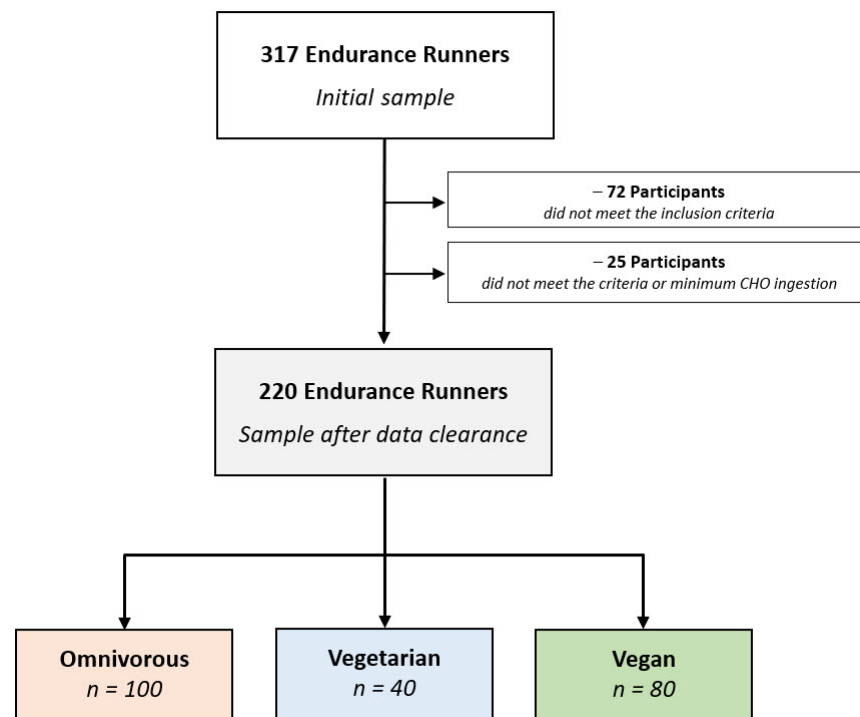 317 Endurance Runners
Initial sample
– 72 Participants
did not meet the inclusion criteria
– 25 Participants
did not meet the criteria or minimum CHO ingestion
220 Endurance Runners
Sample after data clearance
Omnivorous
n = 100
Vegetarian
n = 40
Vegan
n = 80